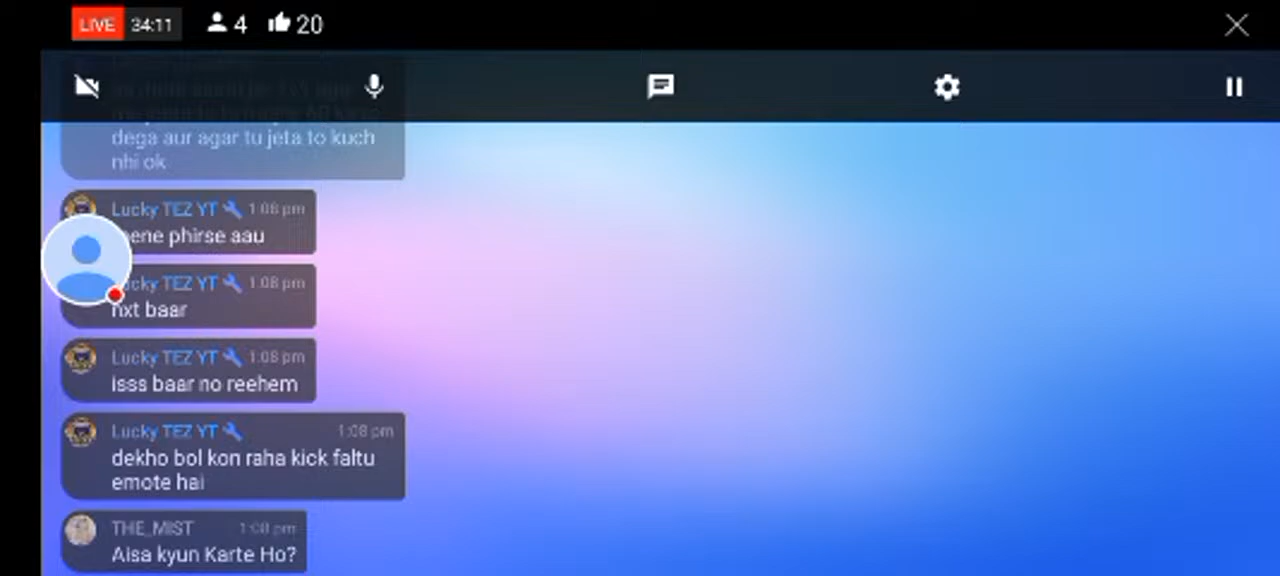 LIVE 34:11 4 20
dega aur agar tu jeta to kuch
nhi ok
Lucky TEZ YT 1:08 pm
phirse aau
Lucky TEZ YT 1:08 pm
nxt baar
Lucky TEZ YT 1:08 pm
isss baar no reehem
Lucky TEZ YT 1:08 pm
dekho bol kon raha kick faltu
emote hai
THE_MIST 1:08 pm
Aisa kyun Karte Ho?